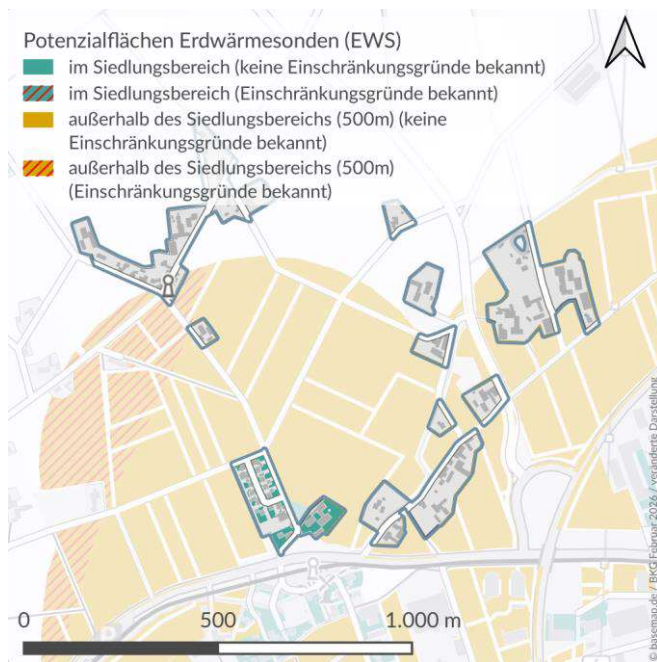 Potenzialflächen Erdwärmesonden (EWS)
im Siedlungsbereich (keine Einschränkungsgründe bekannt)
im Siedlungsbereich (Einschränkungsgründe bekannt)
außerhalb des Siedlungsbereichs (500m) (keine
Einschränkungsgründe bekannt)
außerhalb des Siedlungsbereichs (500m)
(Einschränkungsgründe bekannt)
0 500 1.000 m
© basemap.de / BKG Februar 2026 / veränderte Darstellung